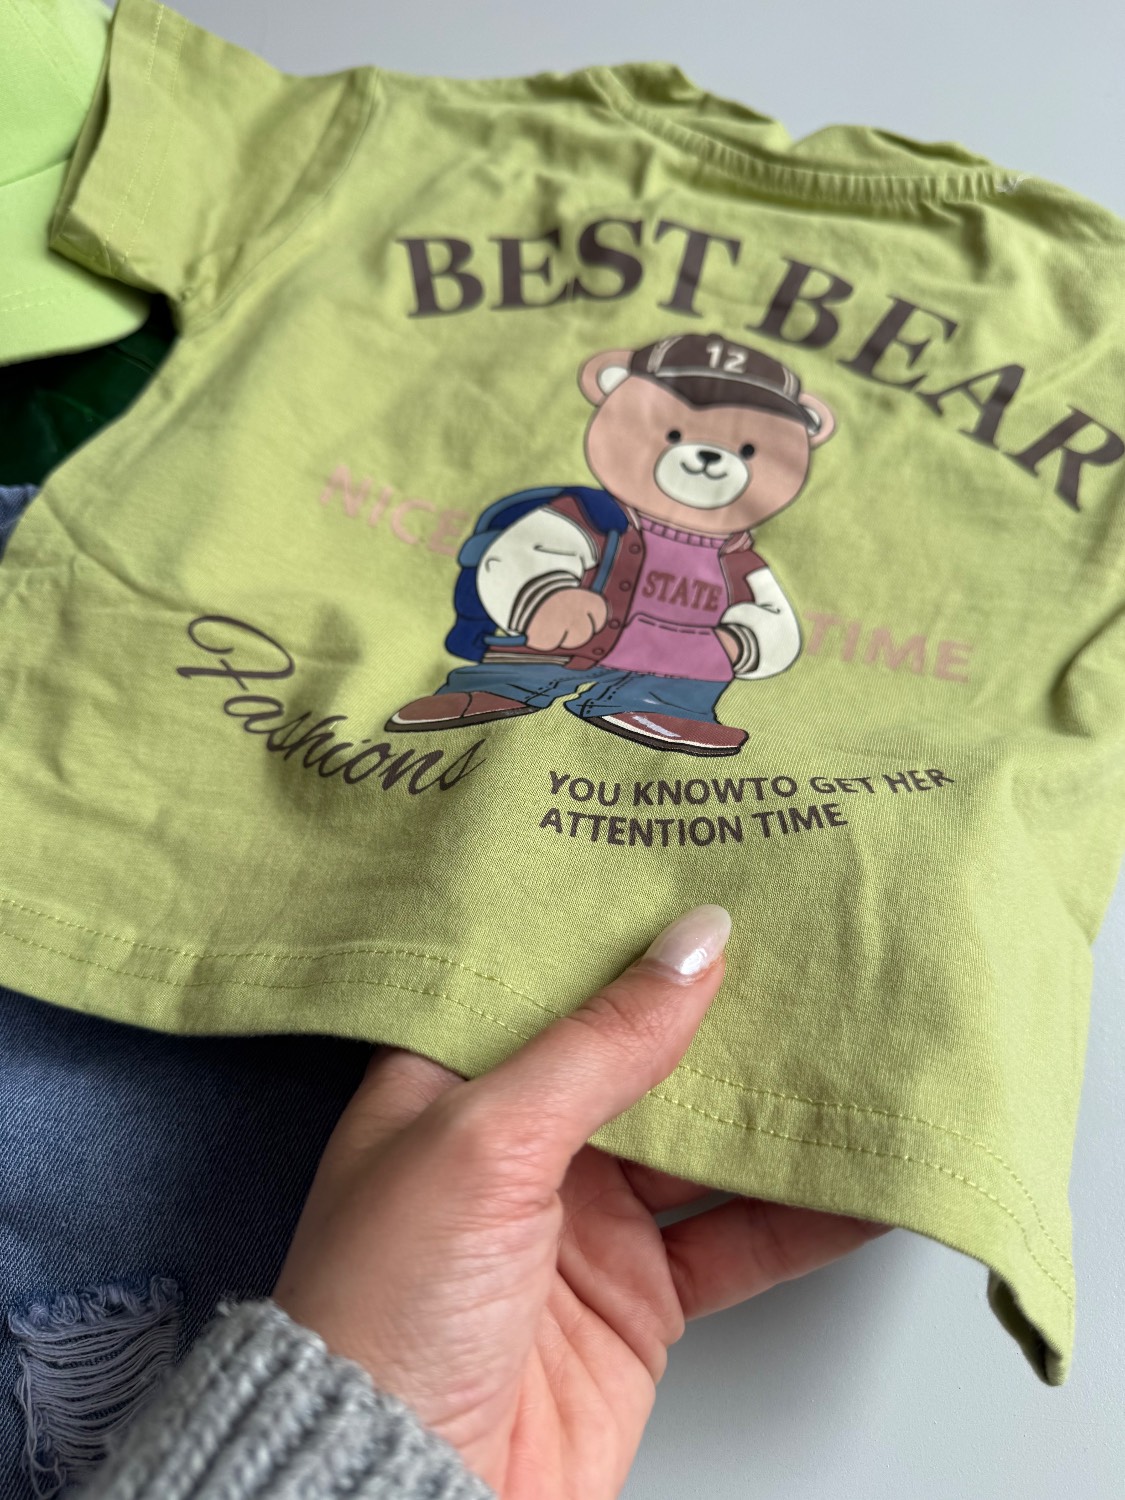 BEST BEAR
12
NICE TIME
STATE
Fashions
YOU KNOWTO GET HER
ATTENTION TIME